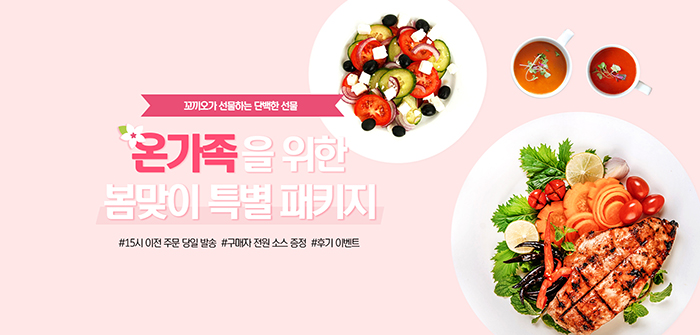 꼬끼오가 선물하는 단백한 선물
온가족을 위한
봄맞이 특별 패키지
#15시 이전 주문 당일 발송 #구매자 전원 소스 증정 #후기 이벤트